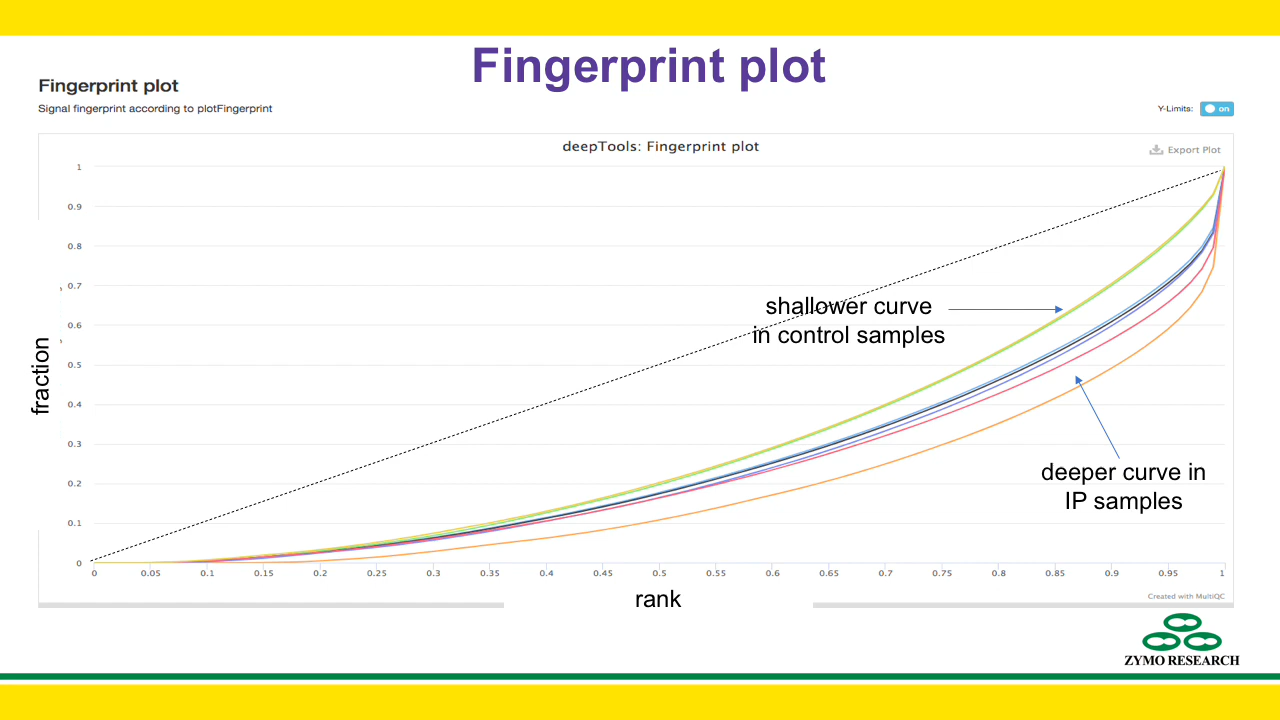 Fingerprint plot
Fingerprint plot
Signal fingerprint according to plotFingerprint
Y-Limits: on
deepTools: Fingerprint plot
Export Plot
1
0.9
0.8
0.7
0.6
0.5
0.4
0.3
0.2
0.1
0
fraction
shallower curve
in control samples
deeper curve in
IP samples
0 0.05 0.1 0.15 0.2 0.25 0.3 0.35 0.4 0.45 0.5 0.55 0.6 0.65 0.7 0.75 0.8 0.85 0.9 0.95 1
rank
Created with MultiQC
ZYMO RESEARCH